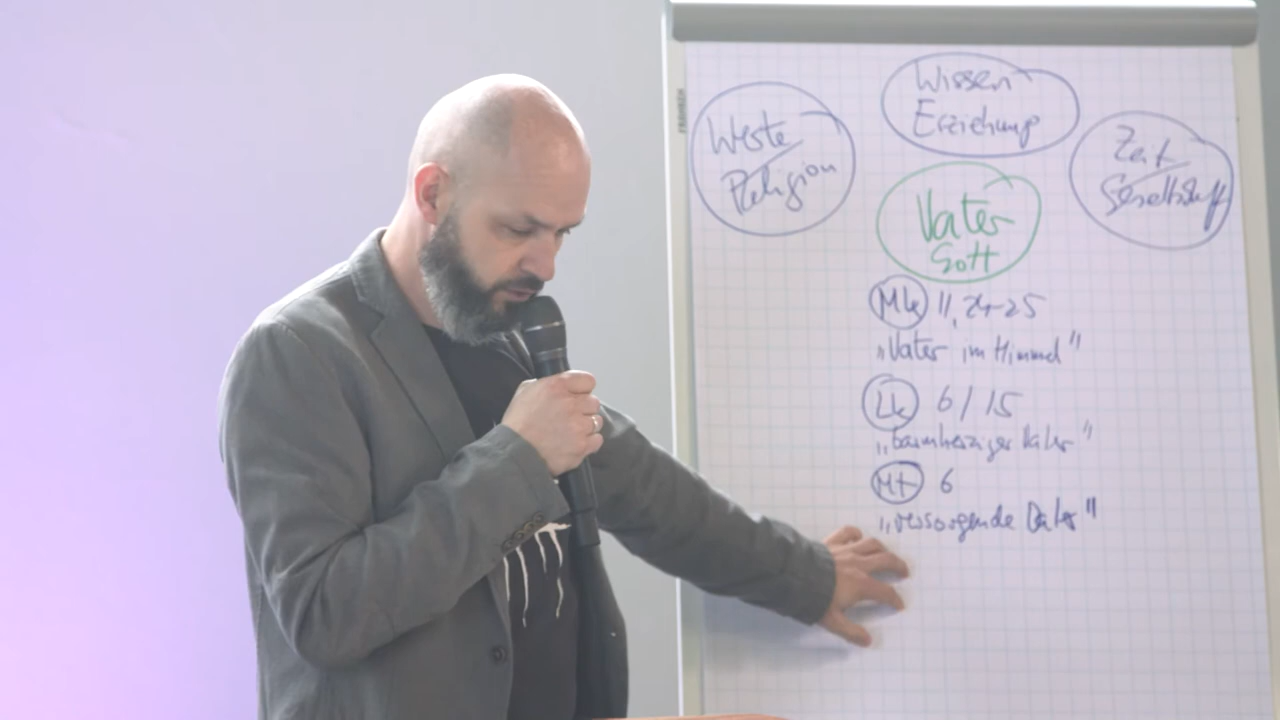 Wissen
Erziehung
Werte
Religion
Zeit
Gesellschaft
Vater
Gott
Mk 11, 24-25
„Vater im Himmel"
Lk 6/15
„barmherziger Vater"
Mt 6
„versorgende Vater"